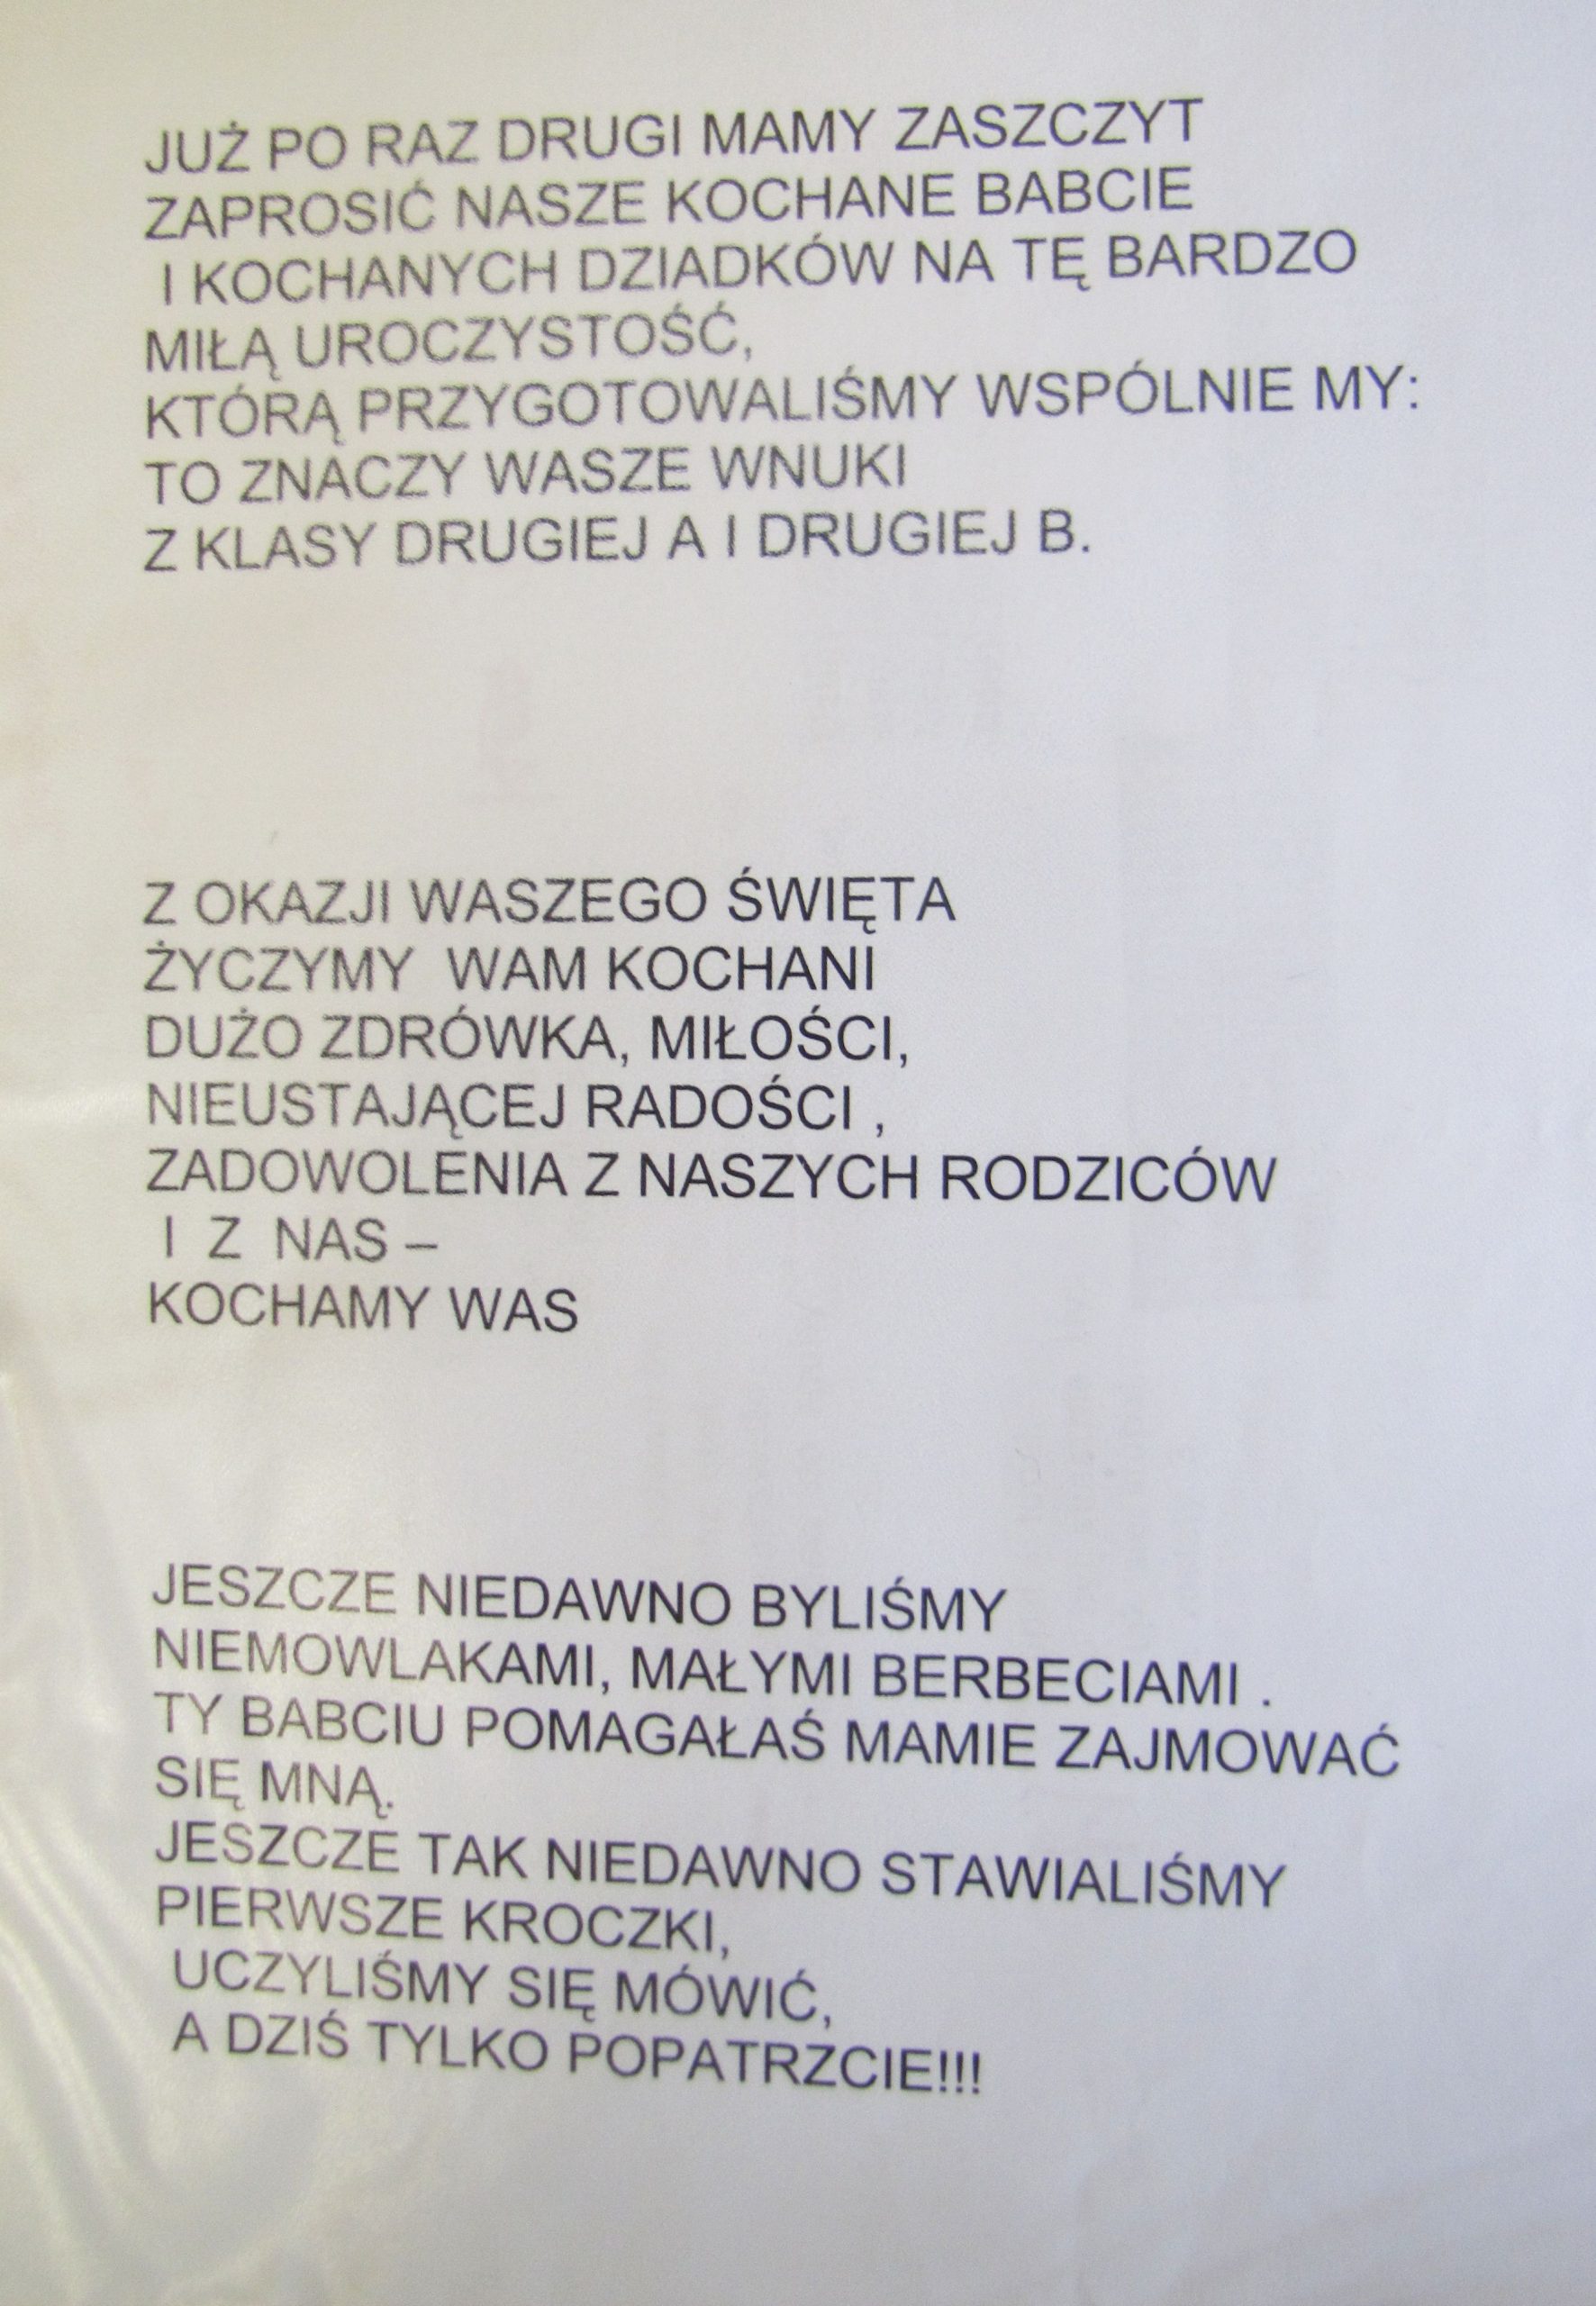 JUŻ PO RAZ DRUGI MAMY ZASZCZYT
ZAPROSIĆ NASZE KOCHANE BABCIE
I KOCHANYCH DZIADKÓW NA TĘ BARDZO
MIŁĄ UROCZYSTOŚĆ,
KTÓRĄ PRZYGOTOWALIŚMY WSPÓLNIE MY:
TO ZNACZY WASZE WNUKI
Z KLASY DRUGIEJ A I DRUGIEJ B.
Z OKAZJI WASZEGO ŚWIĘTA
ŻYCZYMY  WAM KOCHANI
DUŻO ZDRÓWKA, MIŁOŚCI,
NIEUSTAJĄCEJ RADOŚCI ,
ZADOWOLENIA Z NASZYCH RODZICÓW
I  Z  NAS –
KOCHAMY WAS
JESZCZE NIEDAWNO BYLIŚMY
NIEMOWLAKAMI, MAŁYMI BERBECIAMI .
TY BABCIU POMAGAŁAŚ MAMIE ZAJMOWAĆ
SIĘ MNĄ.
JESZCZE TAK NIEDAWNO STAWIALIŚMY
PIERWSZE KROCZKI,
UCZYLIŚMY SIĘ MÓWIĆ,
A DZIŚ TYLKO POPATRZCIE!!!